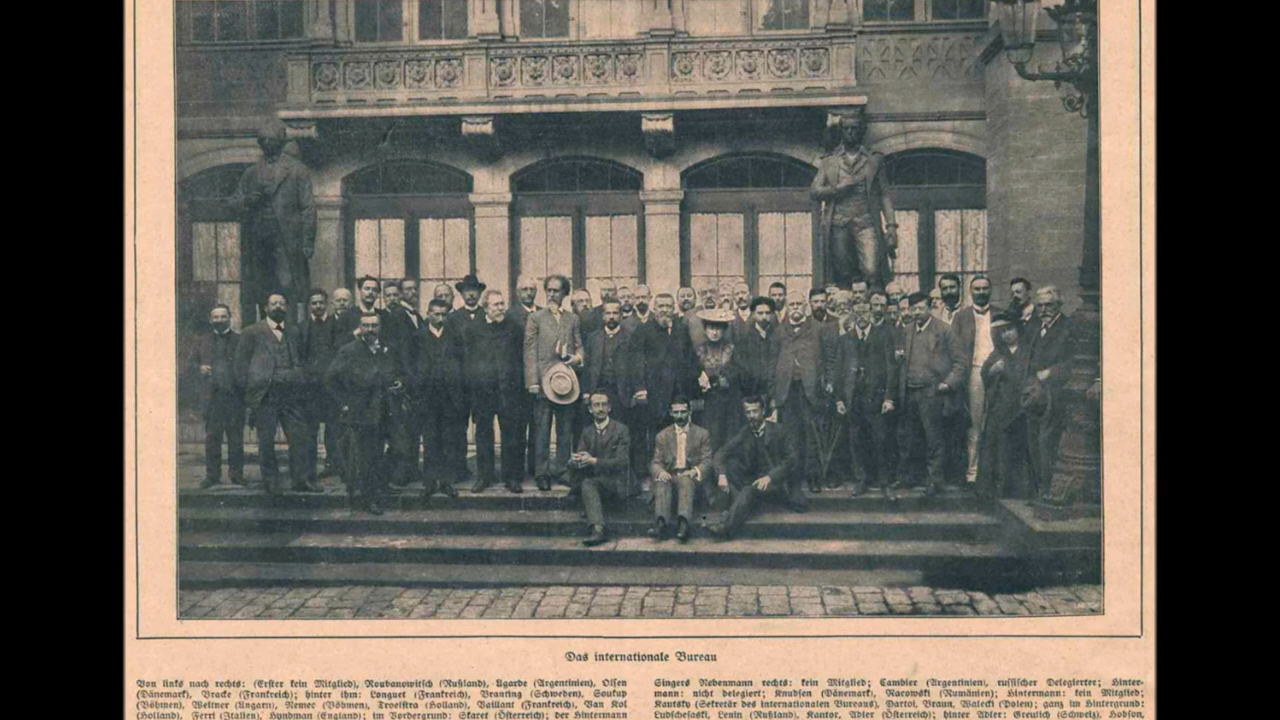 Das internationale Bureau
Von links nach rechts: (Erster kein Mitglied), Roubanowitsch (Rußland), Ugarde (Argentinien), Olsen
(Dänemark), Bracke (Frankreich); hinter ihm: Longuet (Frankreich), Branting (Schweden), Soukup
(Böhmen), Weltner (Ungarn), Nemec (Böhmen), Troelstra (Holland), Vaillant (Frankreich), Van Kol
(Holland), Ferri (Italien), Hyndman (England); im Vordergrund: Skaret (Österreich); der Hintermann
Singers Nebenmann rechts: kein Mitglied; Cambier (Argentinien), russischer Delegierter; Hinter-
mann: nicht delegiert; Knudsen (Dänemark), Racowski (Rumänien); Hintermann: kein Mitglied;
Kautsky (Sekretär des internationalen Bureaus), Dartoi, Braun, Walecki (Polen); ganz im Hintergrund:
Ludschefaski, Lenin (Rußland), Kantor, Adler (Österreich); hinter Adler: Greulich (Schweiz), Hobson,